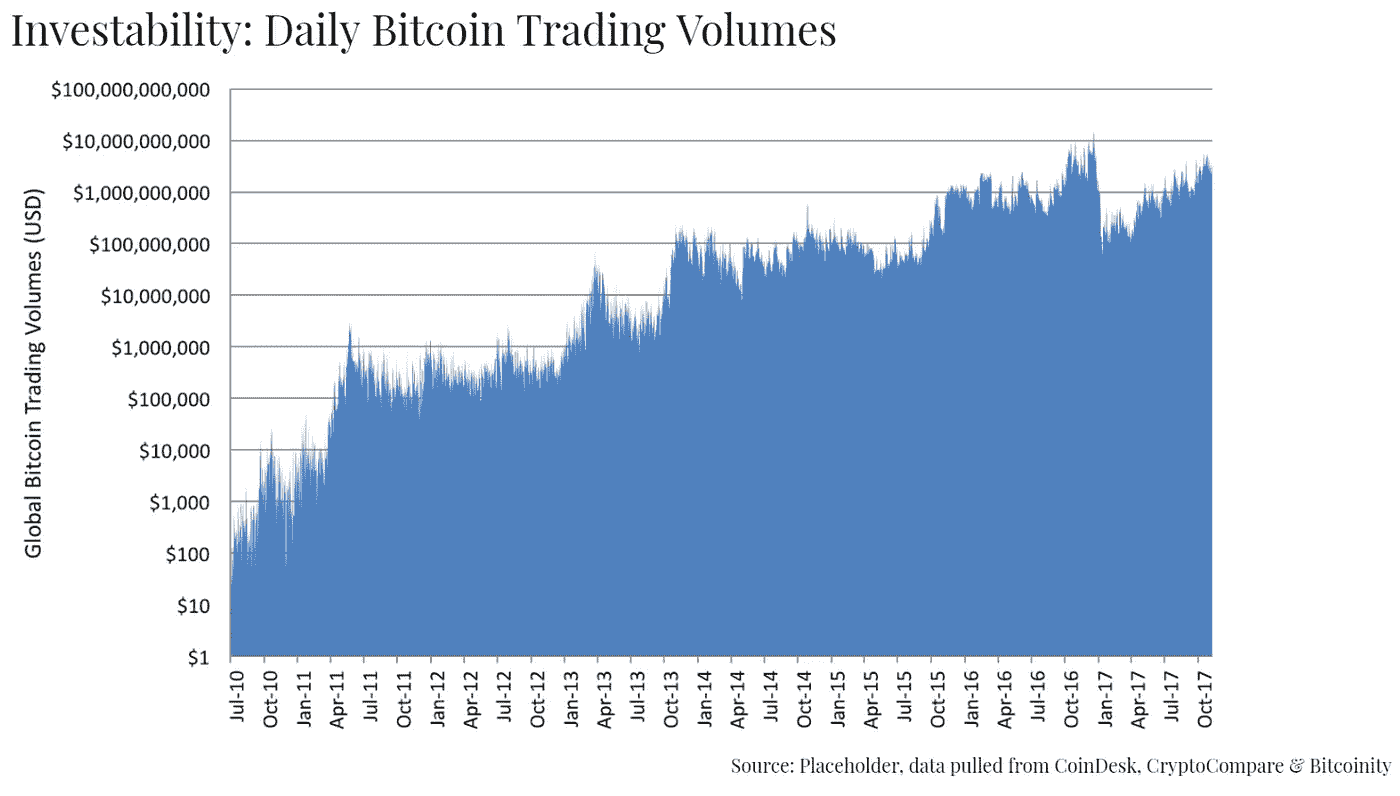 Investability: Daily Bitcoin Trading Volumes
Global Bitcoin Trading Volumes (USD)
$100,000,000,000
$10,000,000,000
$1,000,000,000
$100,000,000
$10,000,000
$1,000,000
$100,000
$10,000
$1,000
$100
$10
$1
Jul-10
Oct-10
Jan-11
Apr-11
Jul-11
Oct-11
Jan-12
Apr-12
Jul-12
Oct-12
Jan-13
Apr-13
Jul-13
Oct-13
Jan-14
Apr-14
Jul-14
Oct-14
Jan-15
Apr-15
Jul-15
Oct-15
Jan-16
Apr-16
Jul-16
Oct-16
Jan-17
Apr-17
Jul-17
Oct-17
Source: Placeholder, data pulled from CoinDesk, CryptoCompare & Bitcoinity